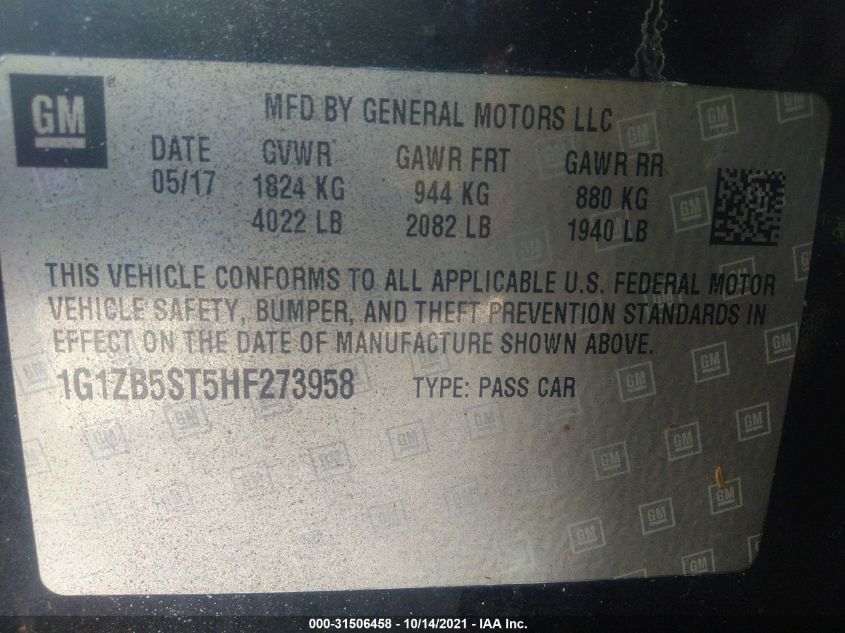 GM ®
MFD BY GENERAL MOTORS LLC
DATE GVWR GAWR FRT GAWR RR
05/17 1824 KG 944 KG 880 KG
4022 LB 2082 LB 1940 LB
THIS VEHICLE CONFORMS TO ALL APPLICABLE U.S. FEDERAL MOTOR
VEHICLE SAFETY, BUMPER, AND THEFT PREVENTION STANDARDS IN
EFFECT ON THE DATE OF MANUFACTURE SHOWN ABOVE.
1G1ZB5ST5HF273958 TYPE: PASS CAR
000-31506458 - 10/14/2021 - IAA Inc.